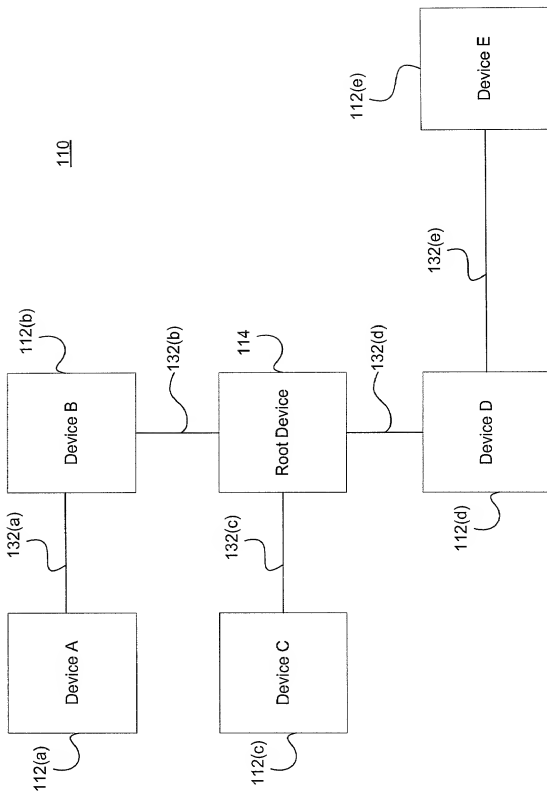 110
112(b)
Device B
132(a)
Device A
112(a)
132(b)
114
Root Device
132(c)
Device C
112(c)
132(d)
Device D
112(d)
132(e)
112(e)
Device E